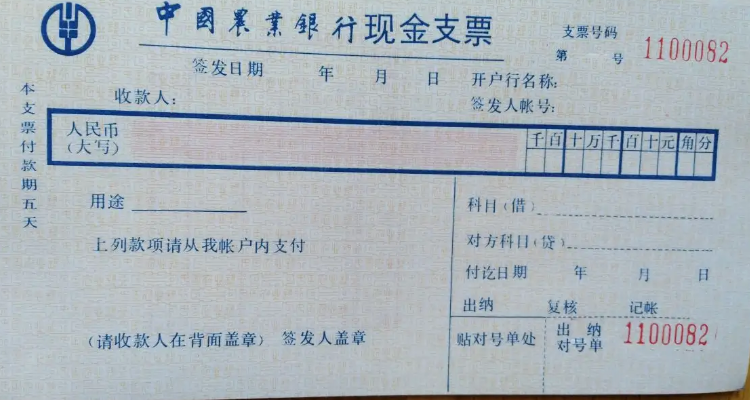 中國農業銀行现金支票
支票号码
第 号 1100082
签发日期 年 月 日 开户行名称:
收款人: 签发人帐号:
本支票付款期五天
人民币
(大写)
千百十万千百十元角分
用途
上列款项请从我帐户内支付
(请收款人在背面盖章) 签发人盖章
科目(借)
对方科目(贷)
付讫日期 年 月 日
出纳 复核 记帐
贴对号单处
出纳
对号单
1100082